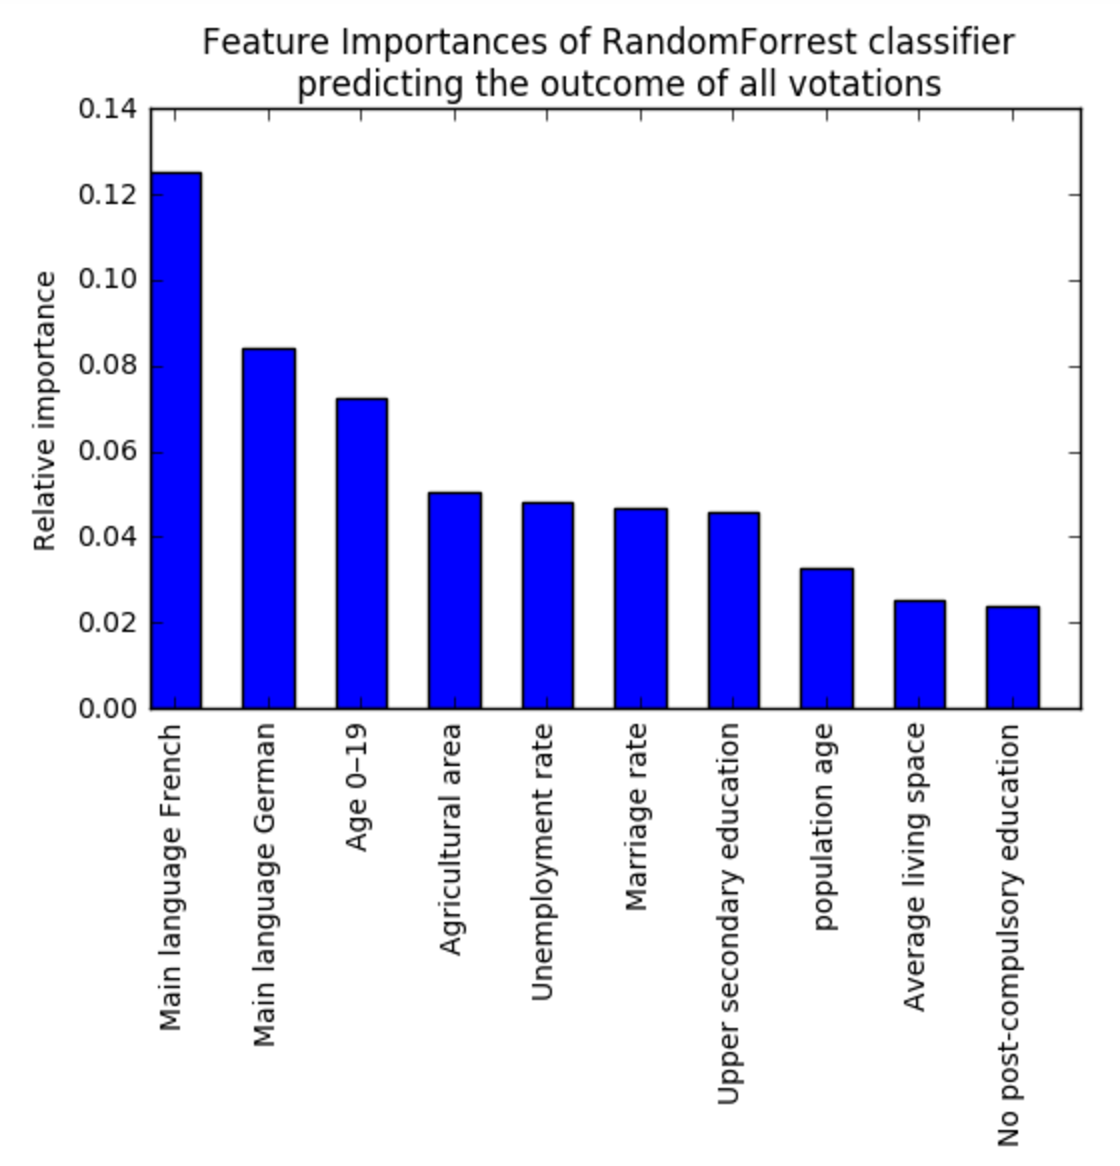 Feature Importances of RandomForrest classifier
predicting the outcome of all votations
0.14
0.12
0.10
0.08
0.06
0.04
0.02
0.00
Relative importance
Main language French
Main language German
Age 0–19
Agricultural area
Unemployment rate
Marriage rate
Upper secondary education
population age
Average living space
No post-compulsory education